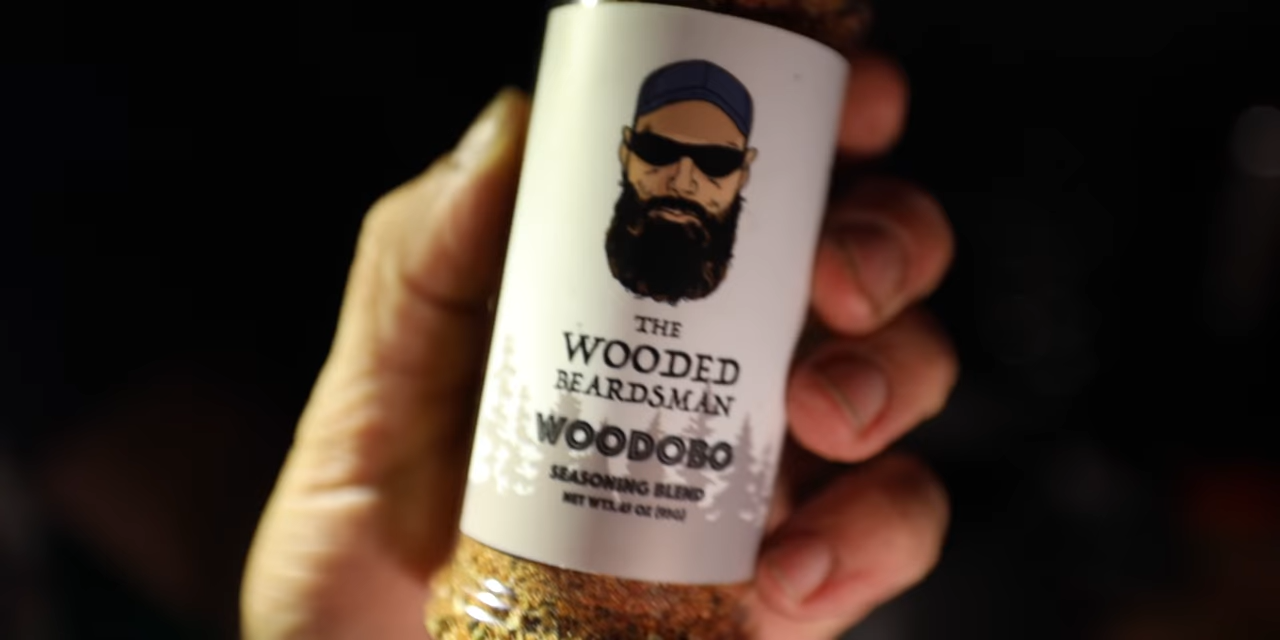 THE
WOODED
BEARDSMAN
WOODOBO
SEASONING BLEND
NET WT